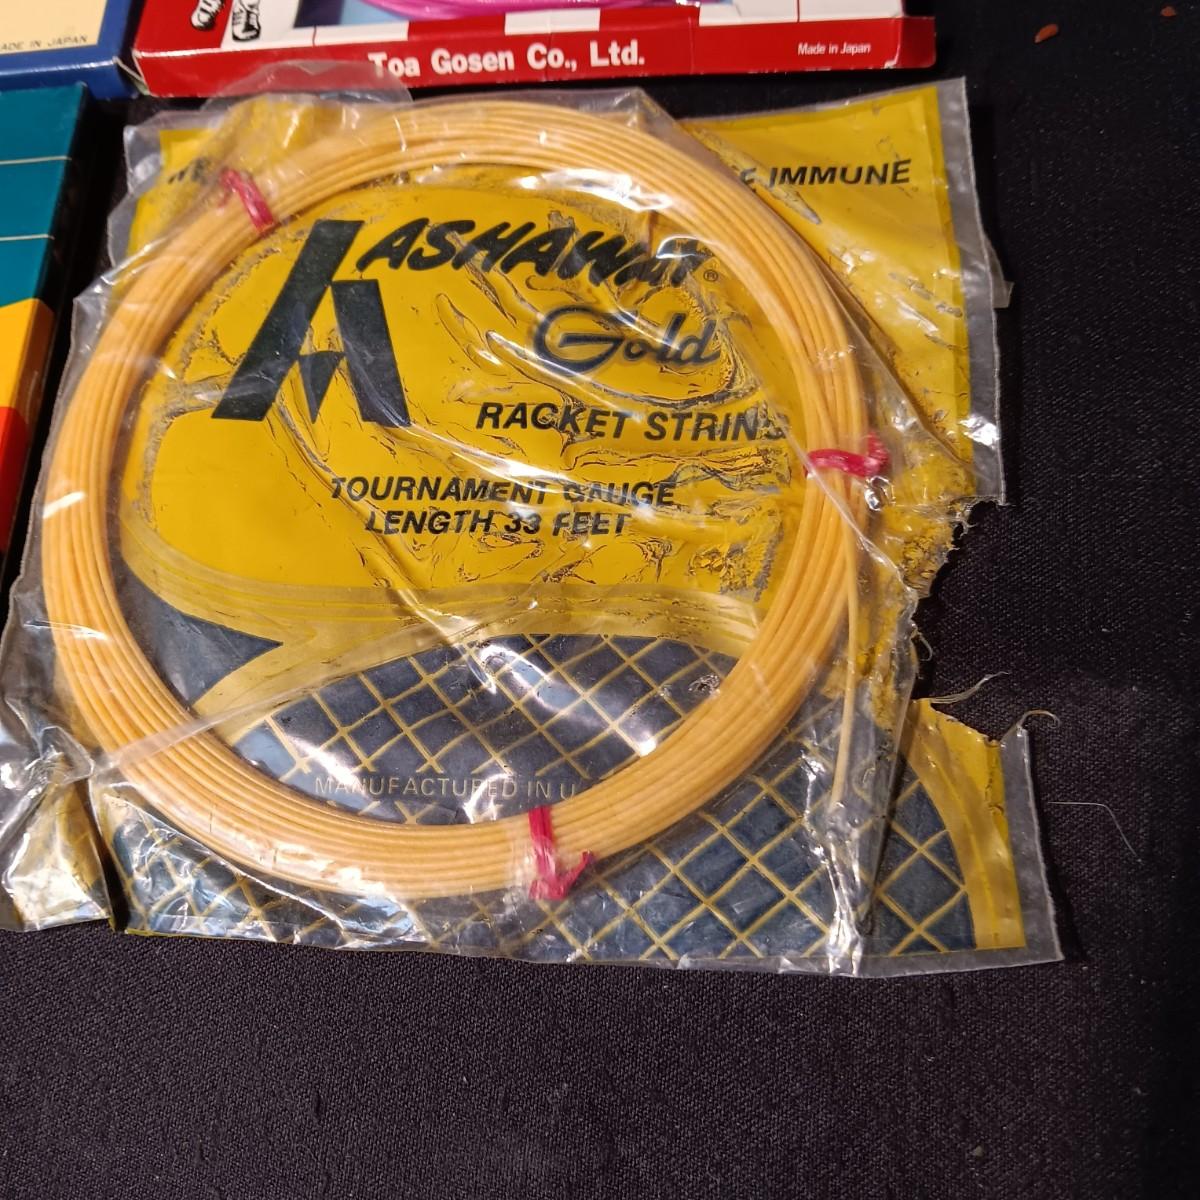 MADE IN JAPAN
Toa Gosen Co., Ltd.
Made in Japan
IMMUNE
ASHAWAY®
Gold
RACKET STRING
TOURNAMENT GAUGE
LENGTH 33 FEET
MANUFACTURED IN U